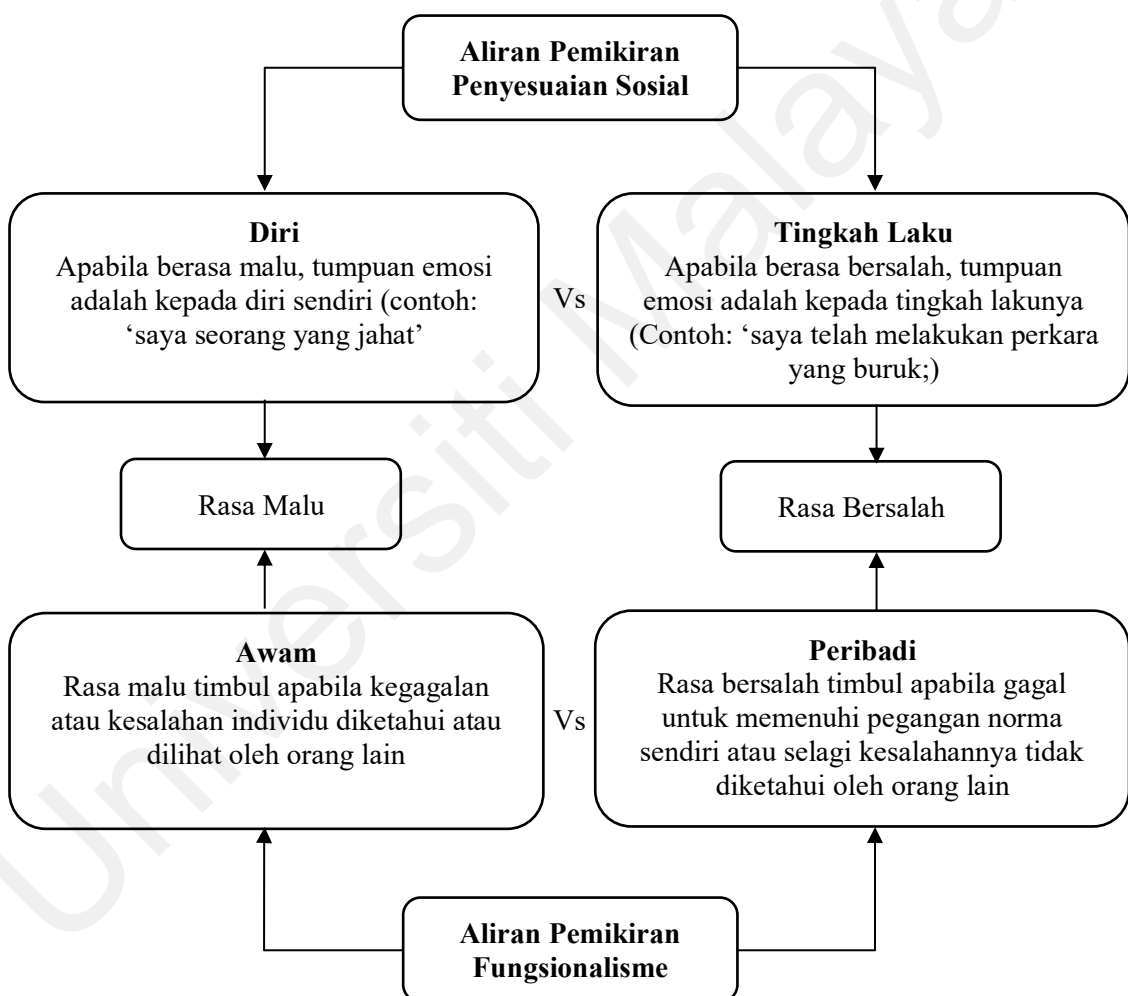 Aliran Pemikiran
Penyesuaian Sosial
Diri
Apabila berasa malu, tumpuan emosi
adalah kepada diri sendiri (contoh:
‘saya seorang yang jahat’
Vs
Tingkah Laku
Apabila berasa bersalah, tumpuan
emosi adalah kepada tingkah lakunya
(Contoh: ‘saya telah melakukan perkara
yang buruk;)
Rasa Malu
Rasa Bersalah
Awam
Rasa malu timbul apabila kegagalan
atau kesalahan individu diketahui atau
dilihat oleh orang lain
Vs
Peribadi
Rasa bersalah timbul apabila gagal
untuk memenuhi pegangan norma
sendiri atau selagi kesalahannya tidak
diketahui oleh orang lain
Aliran Pemikiran
Fungsionalisme
Universiti Malaya